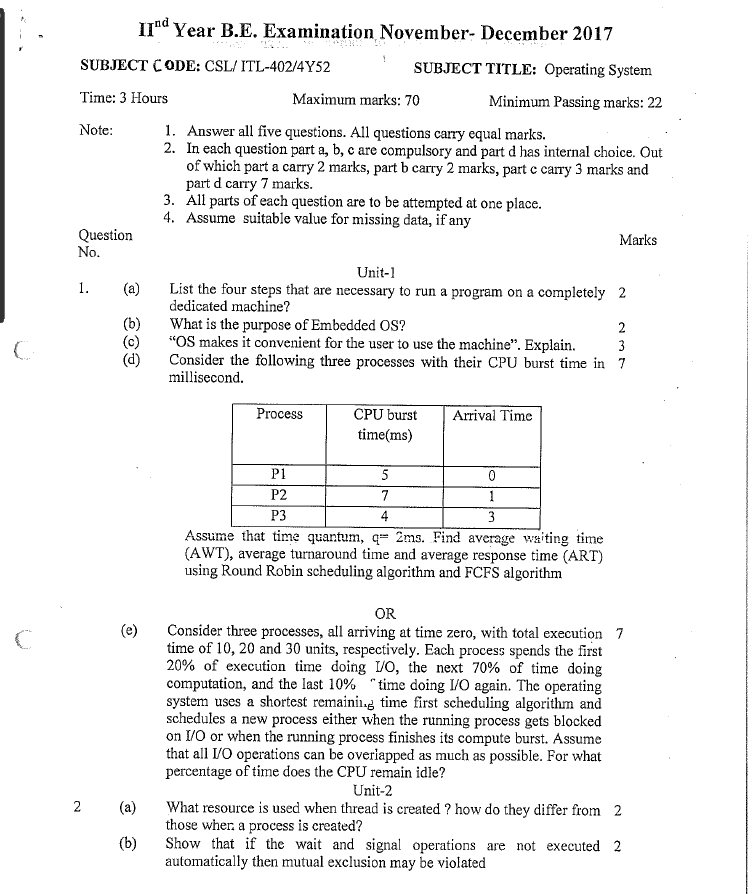 IInd Year B.E. Examination November- December 2017
SUBJECT CODE: CSL/ ITL-402/4Y52 SUBJECT TITLE: Operating System
Time: 3 Hours Maximum marks: 70 Minimum Passing marks: 22
Note: 1. Answer all five questions. All questions carry equal marks.
2. In each question part a, b, c are compulsory and part d has internal choice. Out
of which part a carry 2 marks, part b carry 2 marks, part c carry 3 marks and
part d carry 7 marks.
3. All parts of each question are to be attempted at one place.
4. Assume suitable value for missing data, if any
Question Marks
No.
Unit-1
1. (a) List the four steps that are necessary to run a program on a completely 2
dedicated machine?
(b) What is the purpose of Embedded OS? 2
(c) “OS makes it convenient for the user to use the machine”. Explain. 3
(d) Consider the following three processes with their CPU burst time in 7
millisecond.
Process CPU burst Arrival Time
time(ms)
P1 5 0
P2 7 1
P3 4 3
Assume that time quantum, q= 2ms. Find average waiting time
(AWT), average turnaround time and average response time (ART)
using Round Robin scheduling algorithm and FCFS algorithm
OR
(e) Consider three processes, all arriving at time zero, with total execution 7
time of 10, 20 and 30 units, respectively. Each process spends the first
20% of execution time doing I/O, the next 70% of time doing
computation, and the last 10% time doing I/O again. The operating
system uses a shortest remaining time first scheduling algorithm and
schedules a new process either when the running process gets blocked
on I/O or when the running process finishes its compute burst. Assume
that all I/O operations can be overlapped as much as possible. For what
percentage of time does the CPU remain idle?
Unit-2
2 (a) What resource is used when thread is created ? how do they differ from 2
those when a process is created?
(b) Show that if the wait and signal operations are not executed 2
automatically then mutual exclusion may be violated